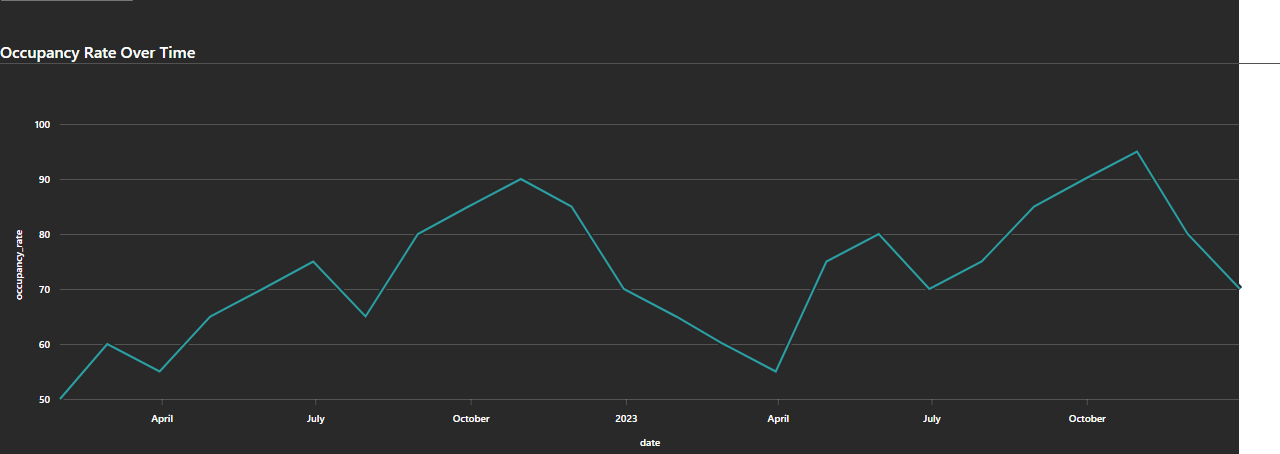 Occupancy Rate Over Time
100
90
80
70
60
50
occupancy_rate
April July October 2023 April July October
date